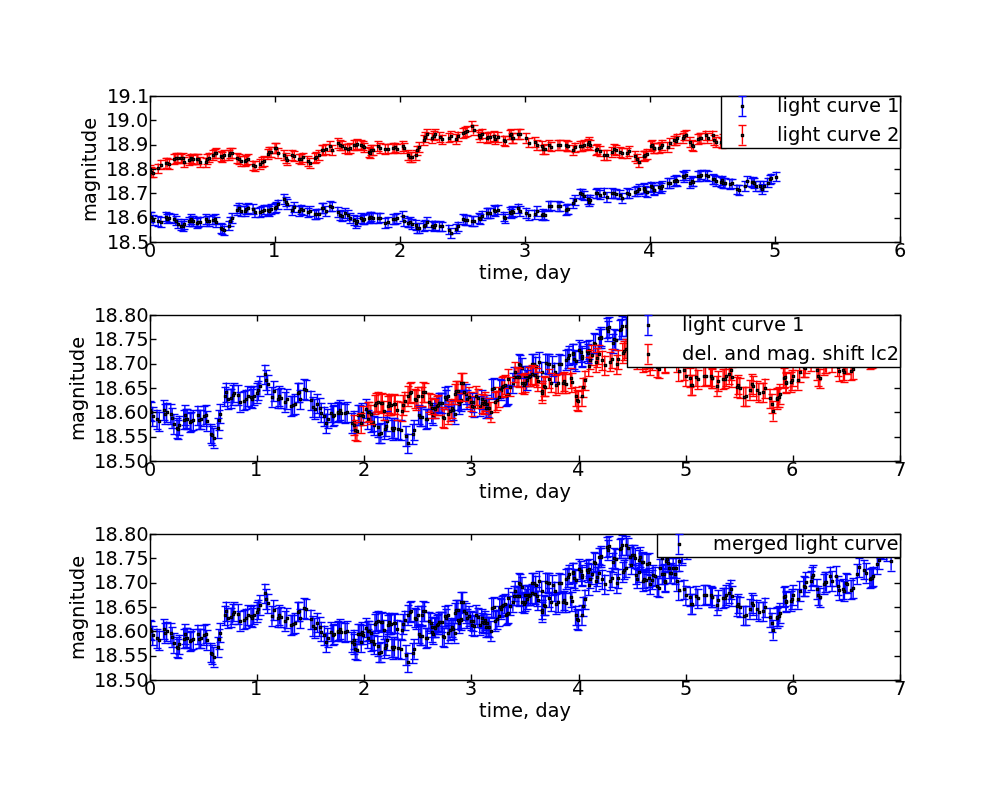 19.1
19.0
18.9
18.8
18.7
18.6
18.5
magnitude
light curve 1
light curve 2
0 1 2 3 4 5 6
time, day
18.80
18.75
18.70
18.65
18.60
18.55
18.50
magnitude
light curve 1
del. and mag. shift lc2
0 1 2 3 4 5 6 7
time, day
18.80
18.75
18.70
18.65
18.60
18.55
18.50
magnitude
merged light curve
0 1 2 3 4 5 6 7
time, day